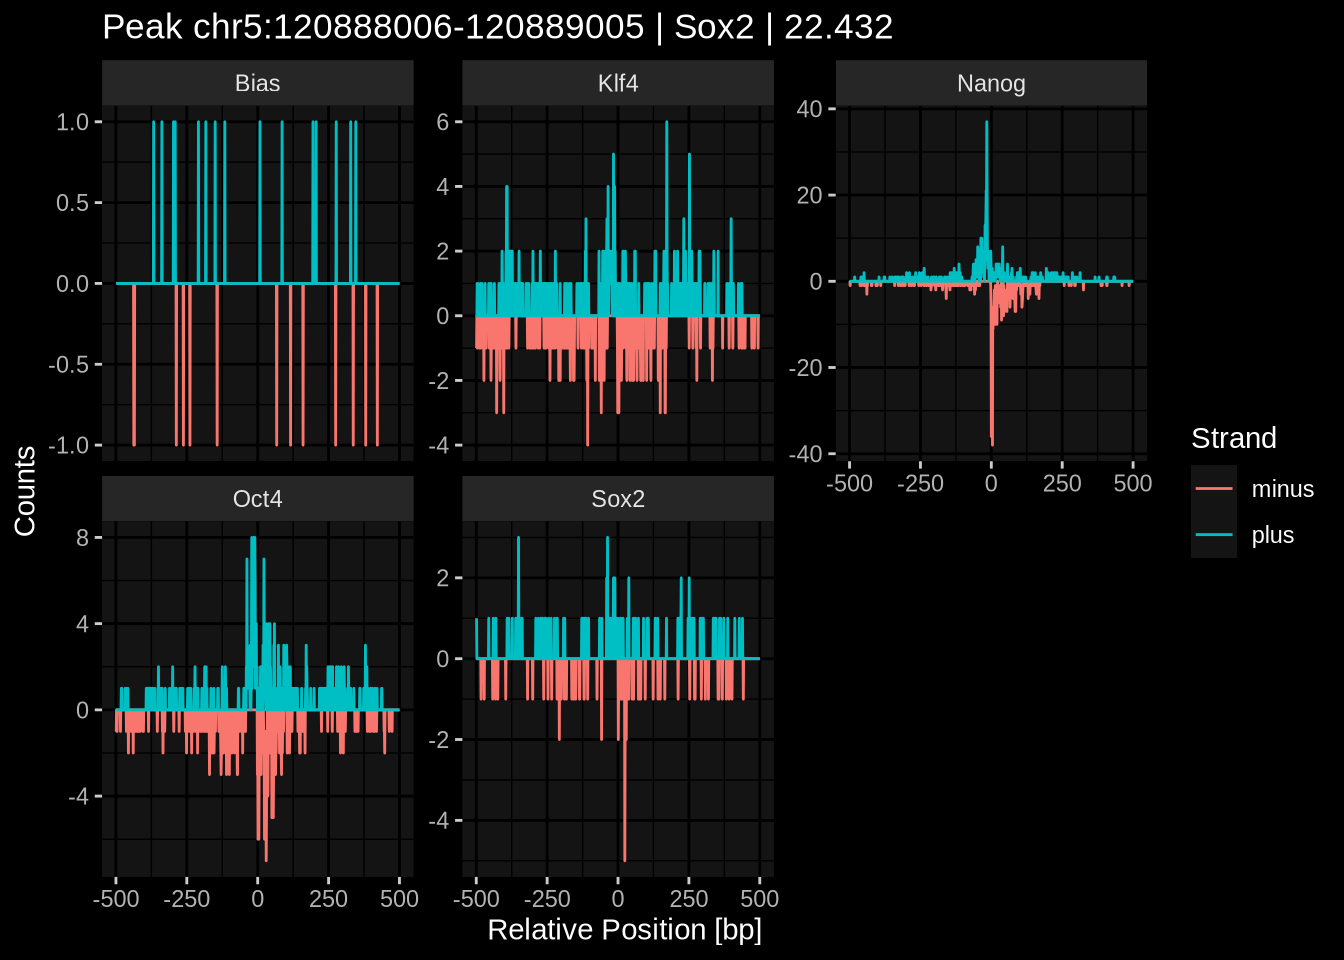 Peak chr5:120888006-120889005 | Sox2 | 22.432
Bias
Klf4
Nanog
1.0
0.5
0.0
-0.5
-1.0
6
4
2
0
-2
-4
40
20
0
-20
-40
-500 -250 0 250 500
Oct4
Sox2
8
4
0
-4
2
0
-2
-4
-500 -250 0 250 500
-500 -250 0 250 500
Relative Position [bp]
Counts
Strand
minus
plus